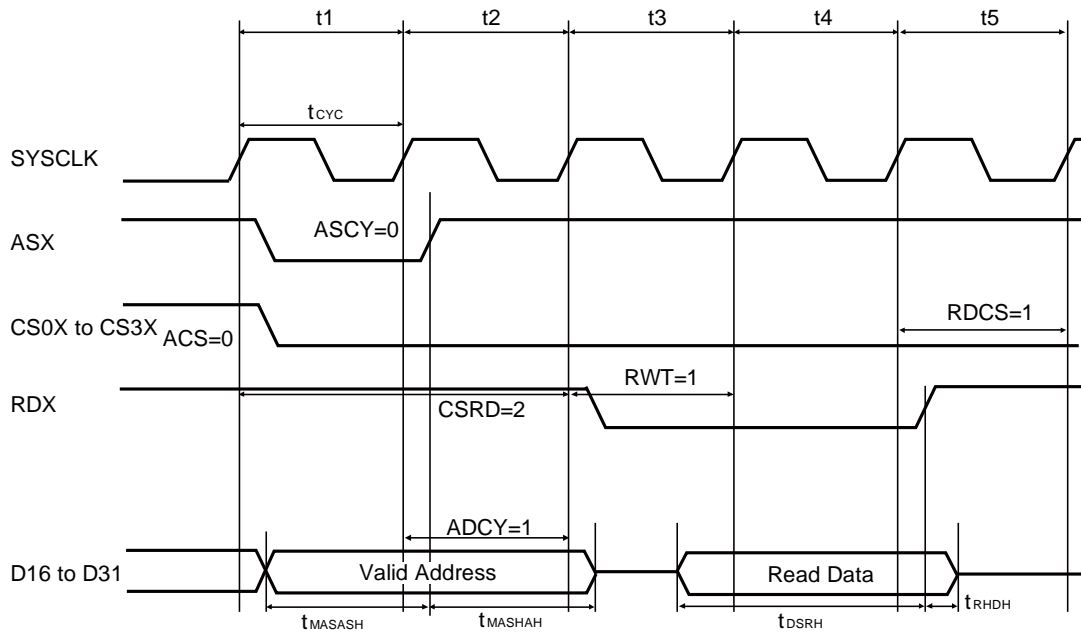 t1 t2 t3 t4 t5
tCYC
SYSCLK
ASX ASCY=0
CS0X to CS3X ACS=0 RDCS=1
RDX CSRD=2 RWT=1
ADCY=1
D16 to D31 Valid Address Read Data
tMASASH tMASHAH tDSRH tRHDH